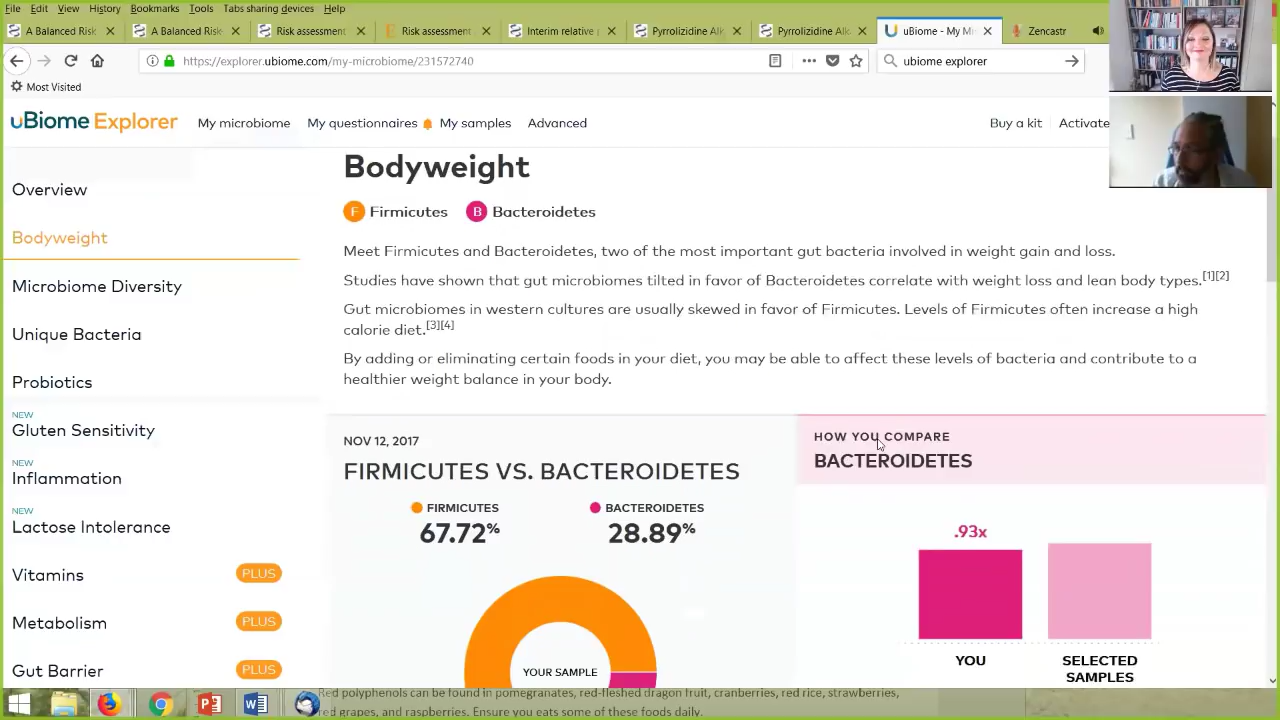 File Edit View History Bookmarks Tools Tabs sharing devices Help
A Balanced Risk A Balanced Risk Risk assessment Risk assessment Interim relative p Pyrrolizidine Alk Pyrrolizidine Alk uBiome - My Mi Zencastr
https://explorer.ubiome.com/my-microbiome/231572740 ubiome explorer
Most Visited
uBiome Explorer My microbiome My questionnaires My samples Advanced Buy a kit Activate
Overview
Bodyweight
Microbiome Diversity
Unique Bacteria
Probiotics
NEW
Gluten Sensitivity
NEW
Inflammation
NEW
Lactose Intolerance
Vitamins PLUS
Metabolism PLUS
Gut Barrier PLUS
Bodyweight
F Firmicutes B Bacteroidetes
Meet Firmicutes and Bacteroidetes, two of the most important gut bacteria involved in weight gain and loss.
Studies have shown that gut microbiomes tilted in favor of Bacteroidetes correlate with weight loss and lean body types.[1][2]
Gut microbiomes in western cultures are usually skewed in favor of Firmicutes. Levels of Firmicutes often increase a high
calorie diet.[3][4]
By adding or eliminating certain foods in your diet, you may be able to affect these levels of bacteria and contribute to a
healthier weight balance in your body.
NOV 12, 2017
FIRMICUTES VS. BACTEROIDETES
FIRMICUTES BACTEROIDETES
67.72% 28.89%
YOUR SAMPLE
HOW YOU COMPARE
BACTEROIDETES
.93x
YOU SELECTED
SAMPLES
Red polyphenols can be found in pomegranates, red-fleshed dragon fruit, cranberries, red rice, strawberries,
red grapes, and raspberries. Ensure you eats some of these foods daily.